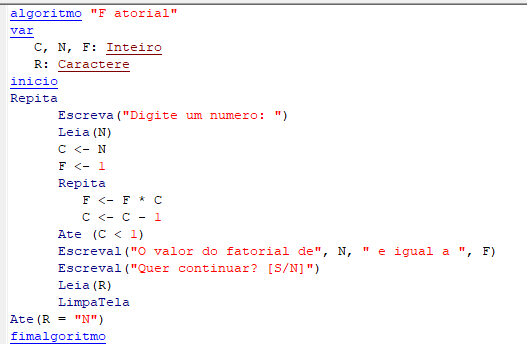 algoritmo "F atorial"
var
C, N, F: Inteiro
R: Caractere
inicio
Repita
Escreva("Digite um numero: ")
Leia(N)
C <- N
F <- 1
Repita
F <- F * C
C <- C - 1
Ate (C < 1)
Escreval("O valor do fatorial de", N, " e igual a ", F)
Escreval("Quer continuar? [S/N]")
Leia(R)
LimpaTela
Ate(R = "N")
fimalgoritmo